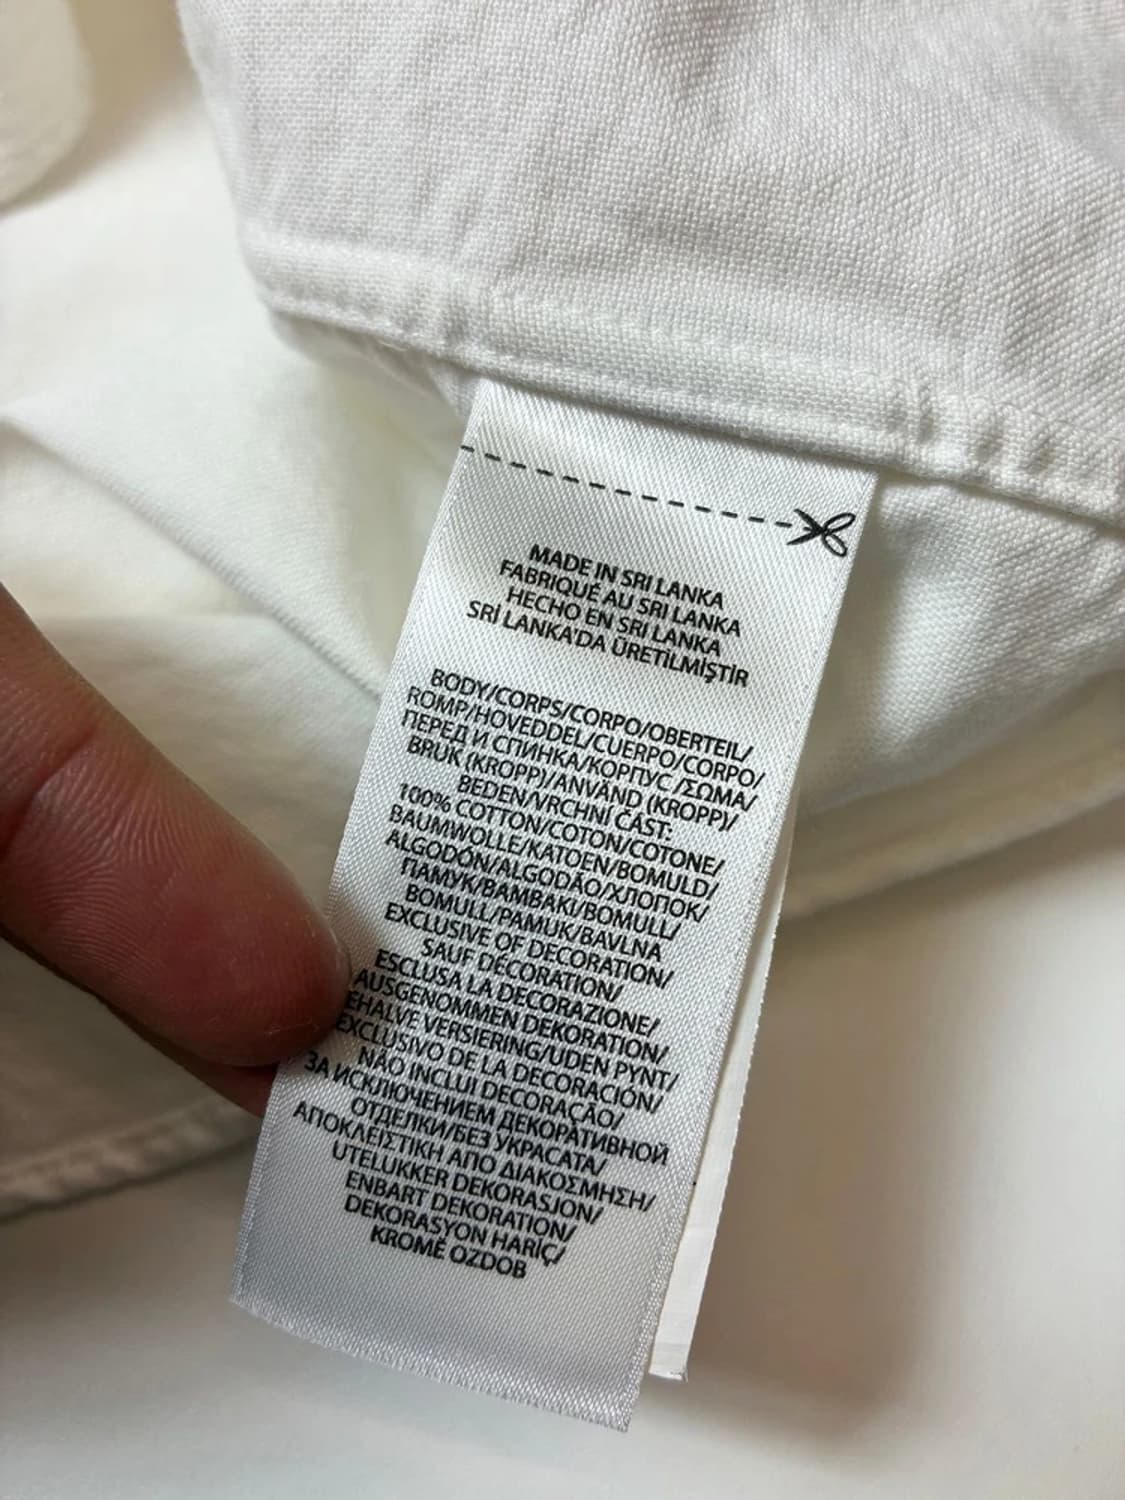 MADE IN SRI LANKA
FABRIQUÉ AU SRI LANKA
HECHO EN SRI LANKA
SRİ LANKA'DA ÜRETİLMİŞTİR
BODY/CORPS/CORPO/OBERTEIL/
ROMP/HOVEDDEL/CUERPO/CORPO/
ПЕРЕД И СПИНКА/КОРПУС/ΣΩΜΑ/
BRUK (KROPP)/ANVÄND (KROPP)/
BEDEN/VRCHNÍ ČÁST:
100% COTTON/COTON/COTONE/
BAUMWOLLE/KATOEN/BOMULD/
ALGODÓN/ALGODÃO/ХЛОПОК/
ПАМУК/ΒΑΜΒΑΚΙ/BOMULL/
BOMULL/PAMUK/BAVLNA
EXCLUSIVE OF DECORATION/
SAUF DÉCORATION/
ESCLUSA LA DECORAZIONE/
AUSGENOMMEN DEKORATION/
EHALVE VERSIERING/UDEN PYNT/
EXCLUSIVO DE LA DECORACIÓN/
NÃO INCLUI DECORAÇÃO/
ЗА ИСКЛЮЧЕНИЕМ ДЕКОРАТИВНОЙ
ОТДЕЛКИ/БЕЗ УКРАСАТА/
ΑΠΟΚΛΕΙΣΤΙΚΗ ΑΠΟ ΔΙΑΚΟΣΜΗΣΗ/
UTELUKKER DEKORASJON/
ENBART DEKORATION/
DEKORASYON HARİÇ/
KROMĚ OZDOB